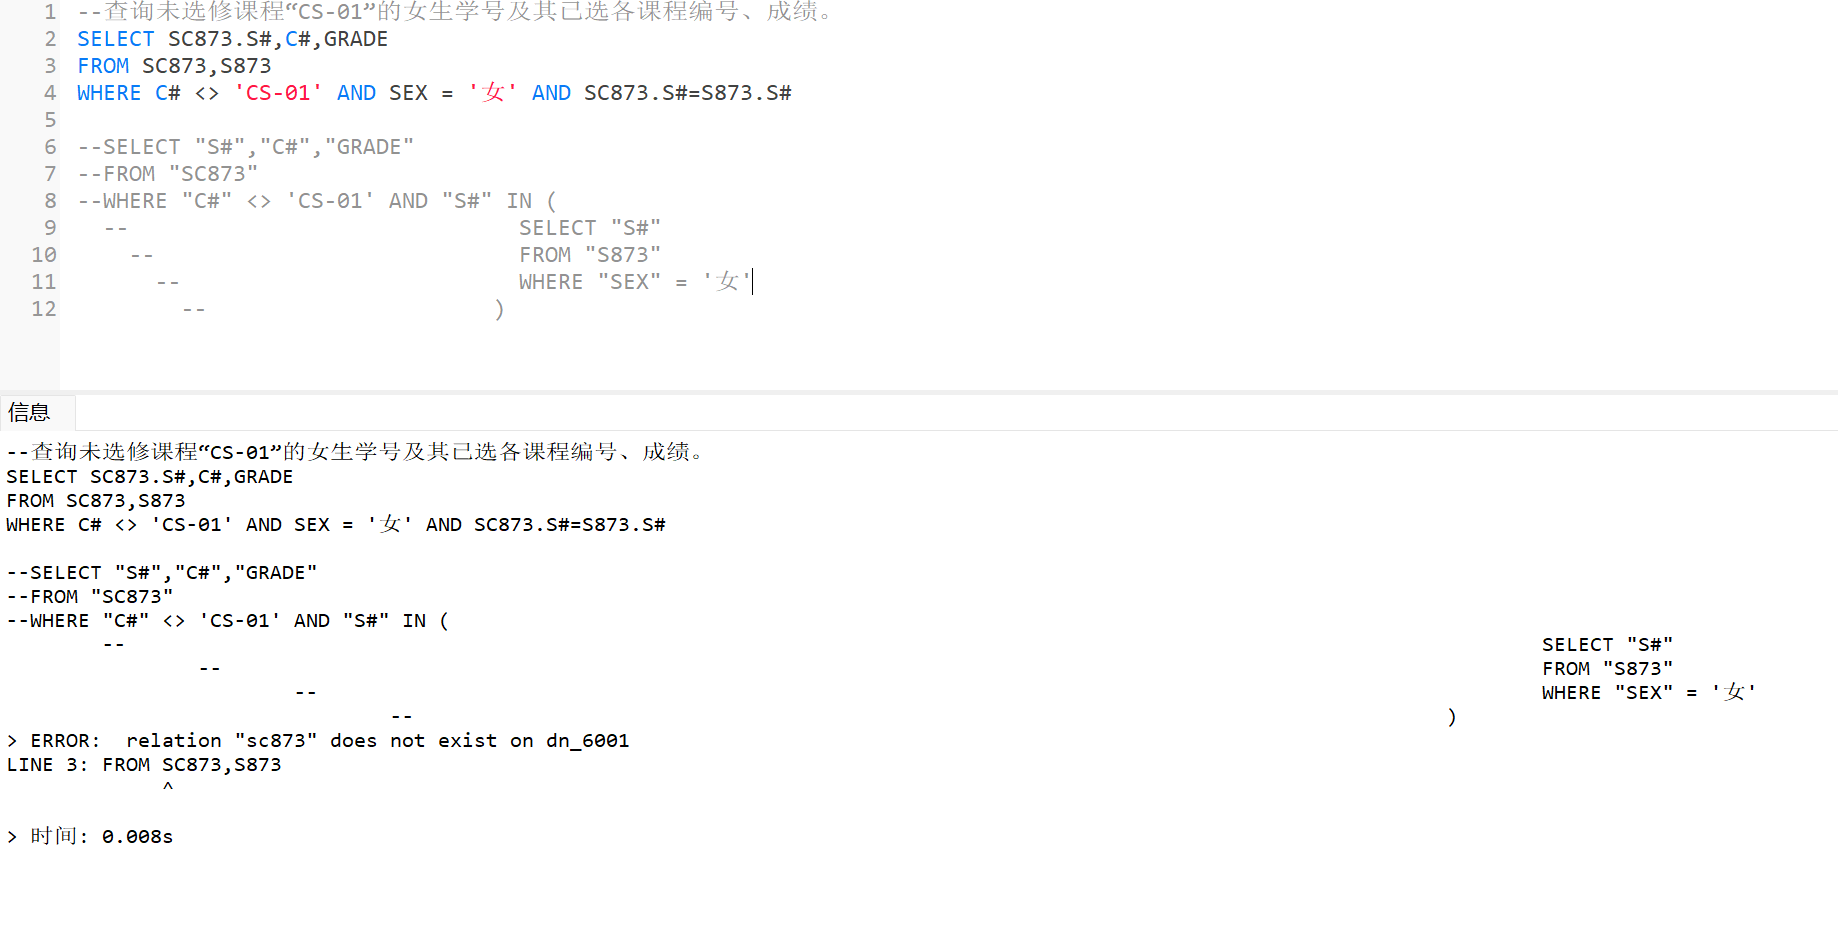 1 --查询未选修课程“CS-01”的女生学号及其已选各课程编号、成绩。
2 SELECT SC873.S#,C#,GRADE
3 FROM SC873,S873
4 WHERE C# <> 'CS-01' AND SEX = '女' AND SC873.S#=S873.S#
5
6 --SELECT "S#","C#","GRADE"
7 --FROM "SC873"
8 --WHERE "C#" <> 'CS-01' AND "S#" IN (
9 -- SELECT "S#"
10 -- FROM "S873"
11 -- WHERE "SEX" = '女'
12 -- )
信息
--查询未选修课程“CS-01”的女生学号及其已选各课程编号、成绩。
SELECT SC873.S#,C#,GRADE
FROM SC873,S873
WHERE C# <> 'CS-01' AND SEX = '女' AND SC873.S#=S873.S#
--SELECT "S#","C#","GRADE"
--FROM "SC873"
--WHERE "C#" <> 'CS-01' AND "S#" IN (
-- SELECT "S#"
-- FROM "S873"
-- WHERE "SEX" = '女'
-- )
> ERROR:  relation "sc873" does not exist on dn_6001
LINE 3: FROM SC873,S873
^
> 时间: 0.008s